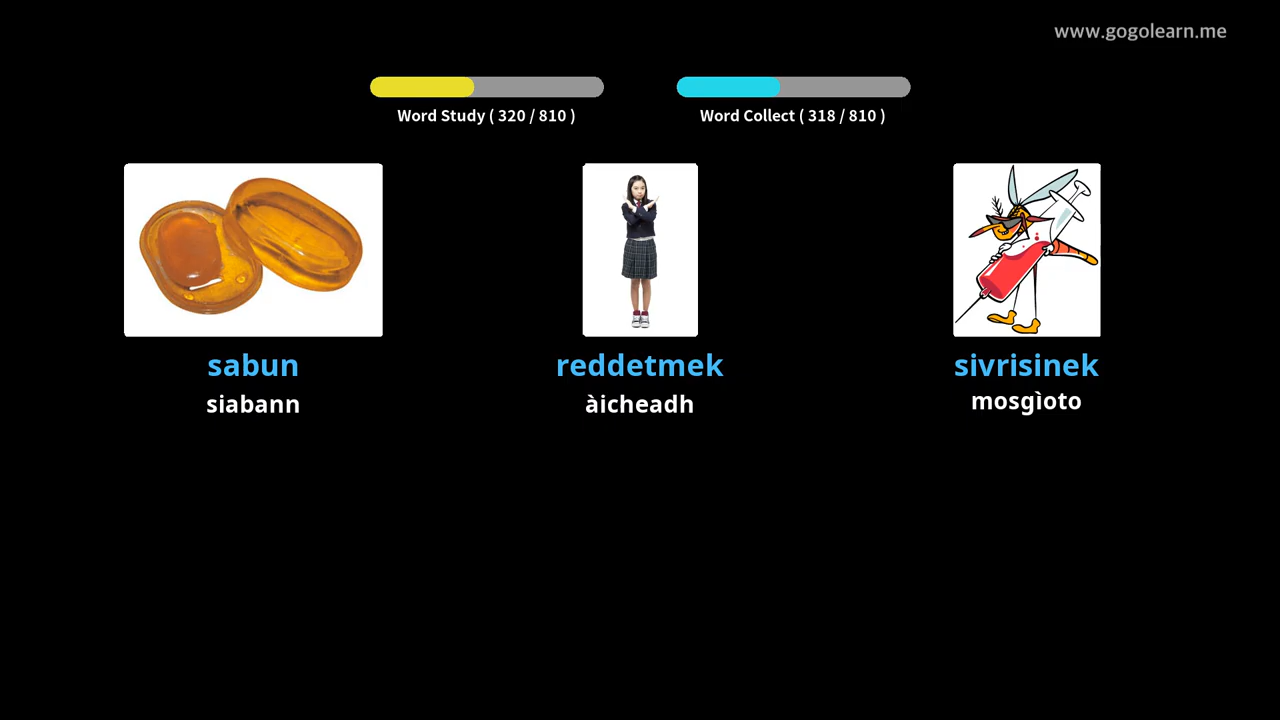 www.gogolearn.me
Word Study ( 320 / 810 )
Word Collect ( 318 / 810 )
sabun
siabann
reddetmek
àicheadh
sivrisinek
mosgìoto